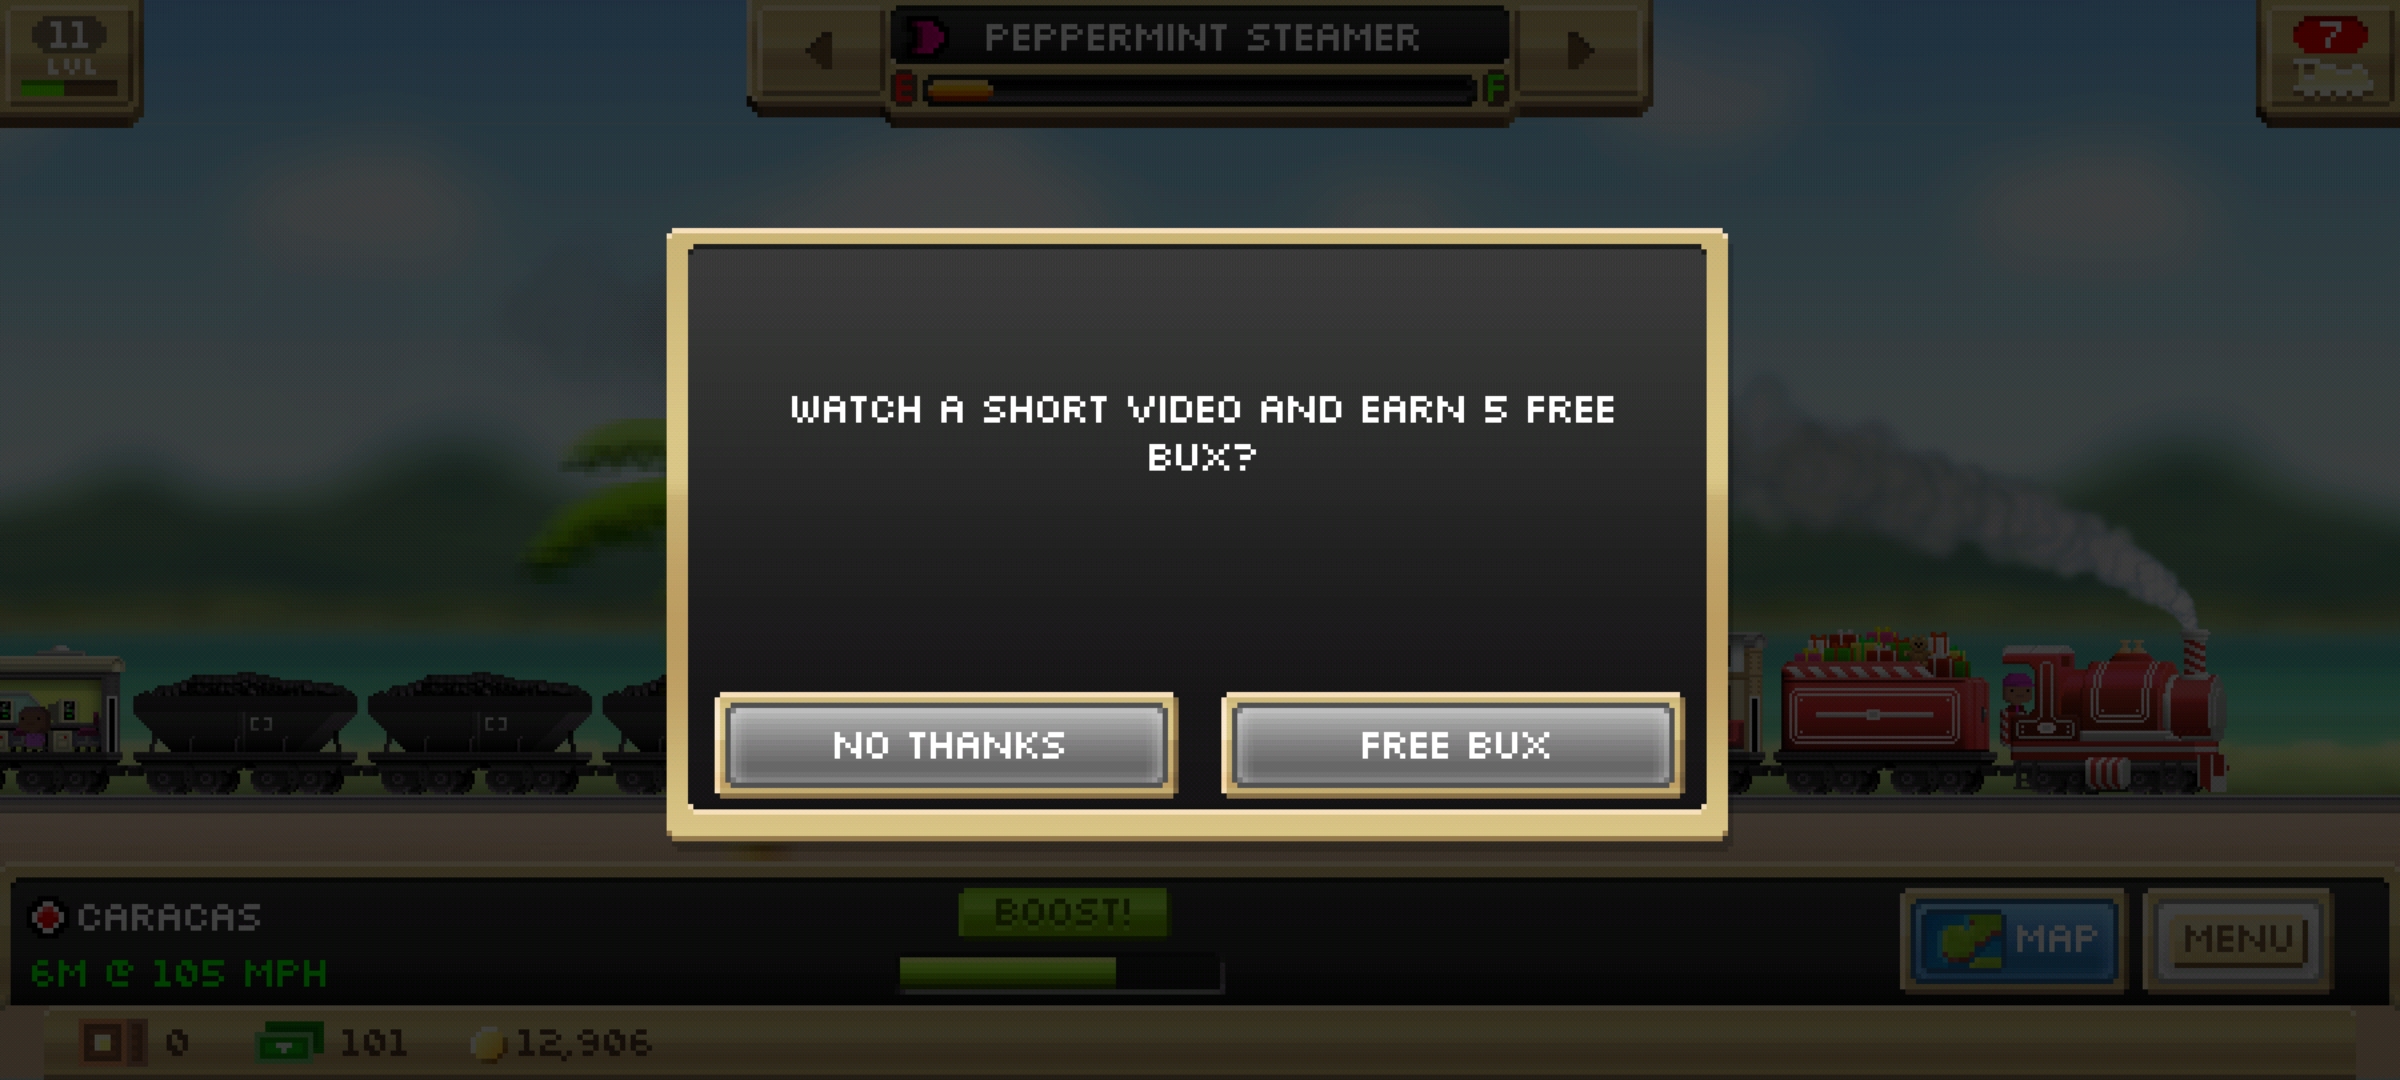 11
LVL
PEPPERMINT STEAMER
E F
7
WATCH A SHORT VIDEO AND EARN 5 FREE
BUX?
NO THANKS
FREE BUX
CARACAS
6M @ 105 MPH
BOOST!
MAP
MENU
0
101
12,906